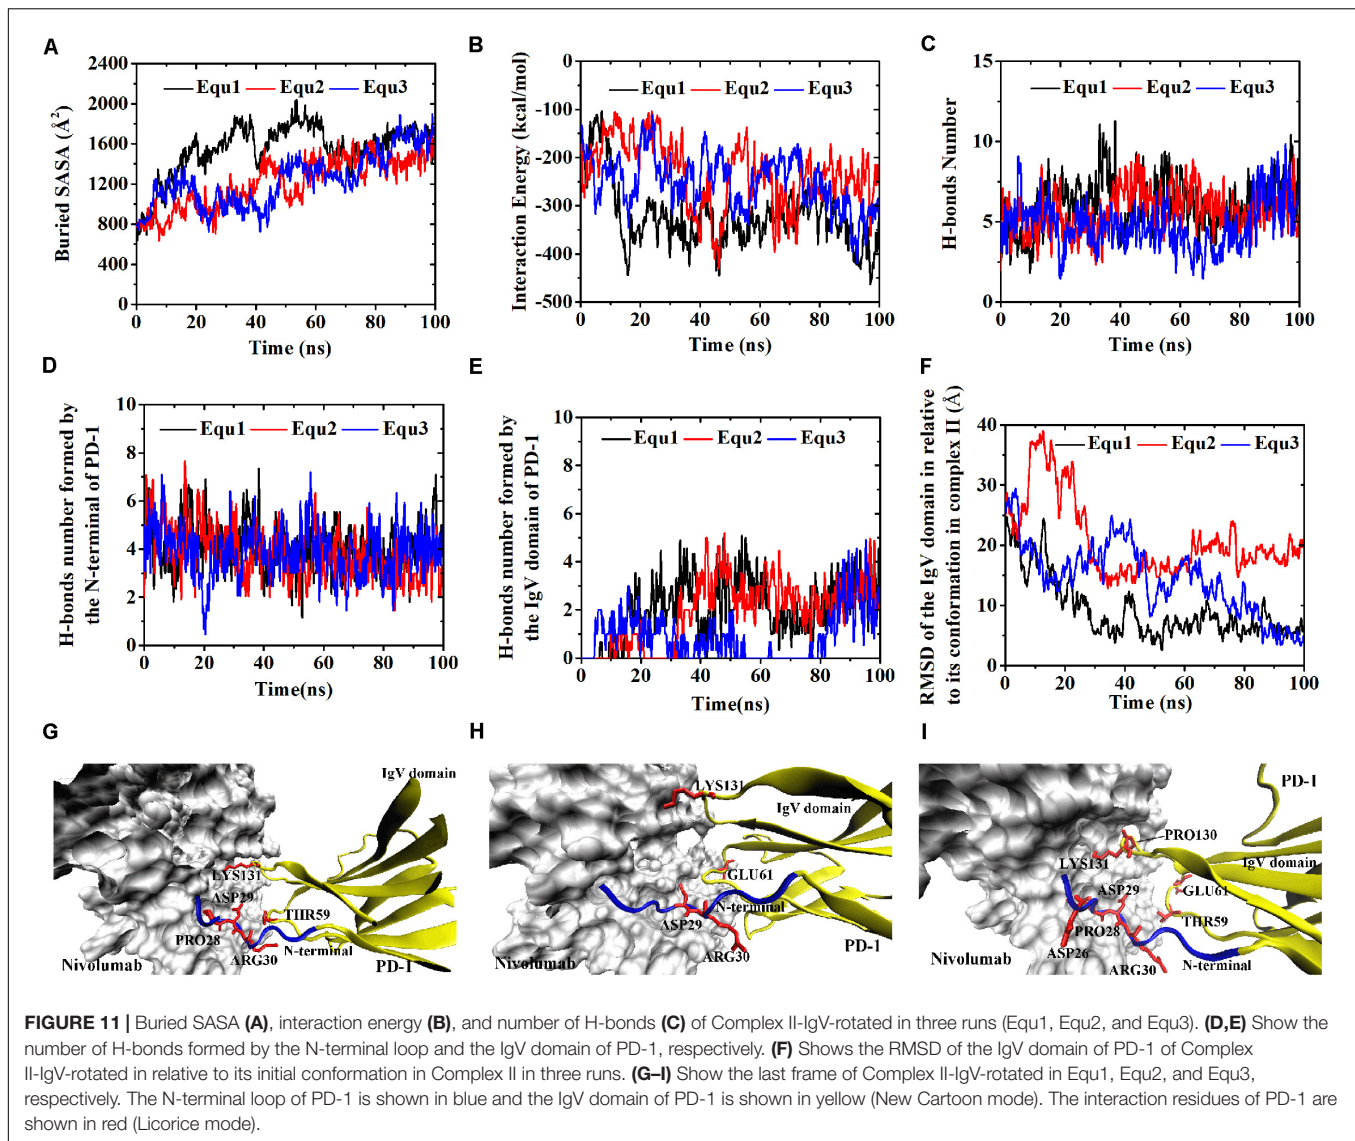 A
Buried SASA (Å²)
2400
2000
1600
1200
800
400
0
Equ1 Equ2 Equ3
0 20 40 60 80 100
Time (ns)
B
Interaction Energy (kcal/mol)
0
-100
-200
-300
-400
-500
Equ1 Equ2 Equ3
0 20 40 60 80 100
Time (ns)
C
H-bonds Number
15
10
5
0
Equ1 Equ2 Equ3
0 20 40 60 80 100
Time (ns)
D
H-bonds number formed by
the N-terminal of PD-1
10
8
6
4
2
0
Equ1 Equ2 Equ3
0 20 40 60 80 100
Time(ns)
E
H-bonds number formed by
the IgV domain of PD-1
10
8
6
4
2
0
Equ1 Equ2 Equ3
0 20 40 60 80 100
Time(ns)
F
RMSD of the IgV domain in relative
to its conformation in complex II (Å)
40
30
20
10
0
Equ1 Equ2 Equ3
0 20 40 60 80 100
Time (ns)
G
IgV domain
LYS131
ASP29
THR59
PRO28
N-terminal
ARG30
Nivolumab
PD-1
H
LYS131
IgV domain
GLU61
N-terminal
ASP29
PD-1
ARG30
Nivolumab
I
PD-1
PRO130
LYS131
IgV domain
ASP29
GLU61
THR59
PRO28
ASP26
N-terminal
ARG30
Nivolumab
FIGURE 11 | Buried SASA (A), interaction energy (B), and number of H-bonds (C) of Complex II-IgV-rotated in three runs (Equ1, Equ2, and Equ3). (D,E) Show the
number of H-bonds formed by the N-terminal loop and the IgV domain of PD-1, respectively. (F) Shows the RMSD of the IgV domain of PD-1 of Complex
II-IgV-rotated in relative to its initial conformation in Complex II in three runs. (G–I) Show the last frame of Complex II-IgV-rotated in Equ1, Equ2, and Equ3,
respectively. The N-terminal loop of PD-1 is shown in blue and the IgV domain of PD-1 is shown in yellow (New Cartoon mode). The interaction residues of PD-1 are
shown in red (Licorice mode).